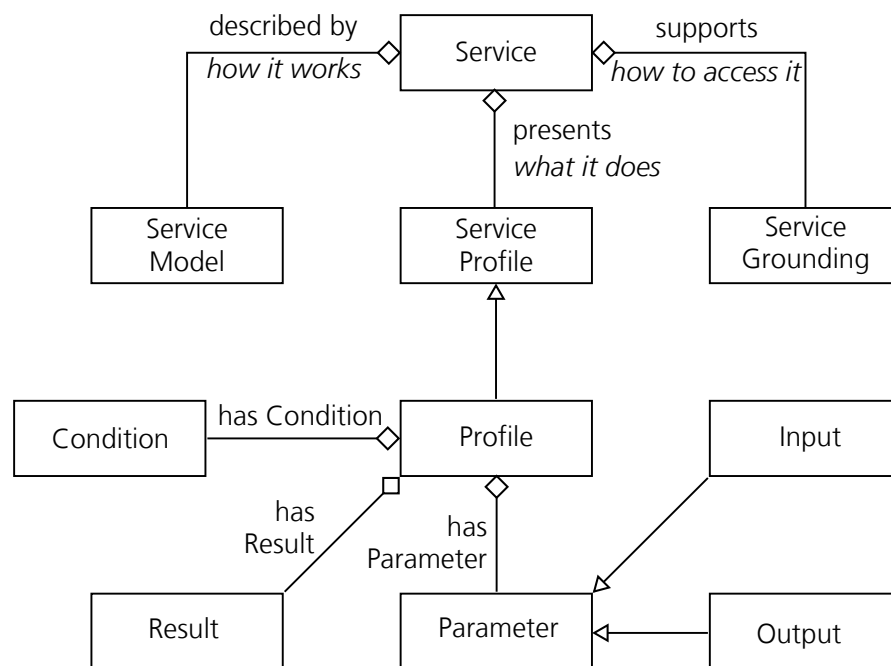 described by
how it works
Service
supports
how to access it
presents
what it does
Service
Model
Service
Profile
Service
Grounding
Condition
has Condition
Profile
Input
has
Result
has
Parameter
Result
Parameter
Output